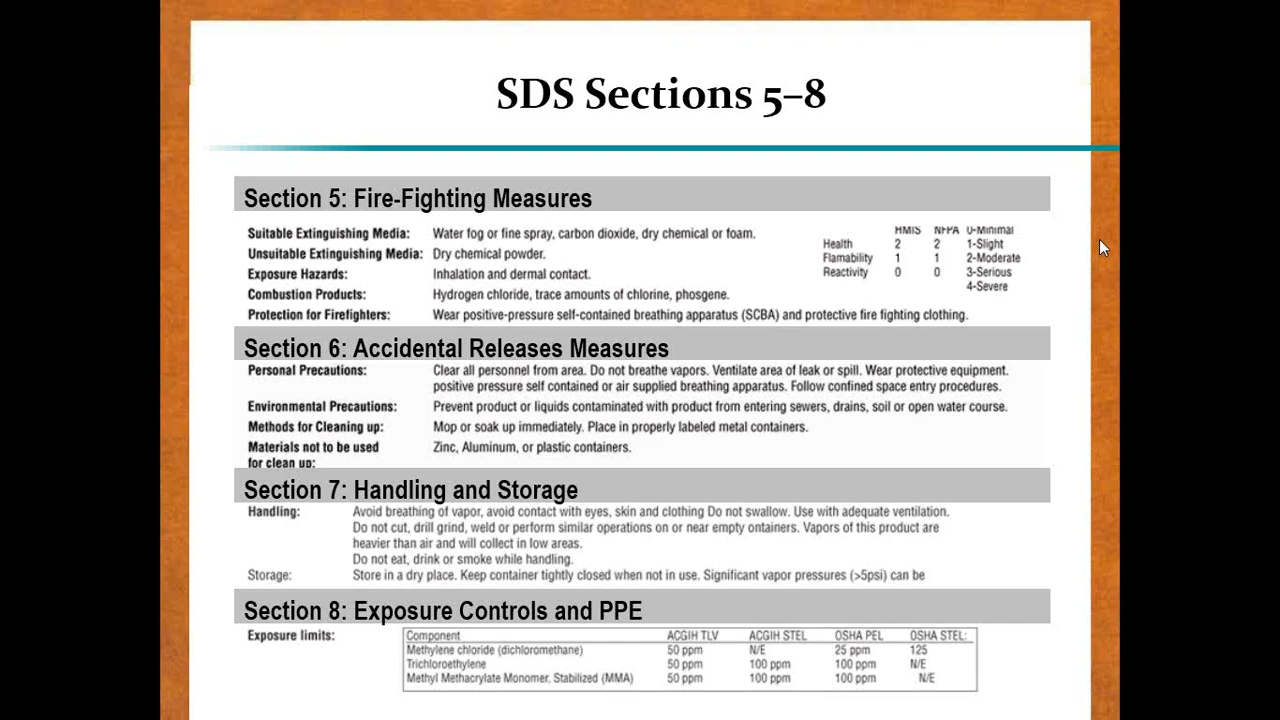 SDS Sections 5–8
Section 5: Fire-Fighting Measures
Suitable Extinguishing Media: Water fog or fine spray, carbon dioxide, dry chemical or foam.
Unsuitable Extinguishing Media: Dry chemical powder.
Exposure Hazards: Inhalation and dermal contact.
Combustion Products: Hydrogen chloride, trace amounts of chlorine, phosgene.
Protection for Firefighters: Wear positive-pressure self-contained breathing apparatus (SCBA) and protective fire fighting clothing.
HMIS NFPA 0-Minimal
Health 2 2 1-Slight
Flamability 1 1 2-Moderate
Reactivity 0 0 3-Serious
4-Severe
Section 6: Accidental Releases Measures
Personal Precautions: Clear all personnel from area. Do not breathe vapors. Ventilate area of leak or spill. Wear protective equipment.
positive pressure self contained or air supplied breathing apparatus. Follow confined space entry procedures.
Environmental Precautions: Prevent product or liquids contaminated with product from entering sewers, drains, soil or open water course.
Methods for Cleaning up: Mop or soak up immediately. Place in properly labeled metal containers.
Materials not to be used Zinc, Aluminum, or plastic containers.
for clean up:
Section 7: Handling and Storage
Handling: Avoid breathing of vapor, avoid contact with eyes, skin and clothing Do not swallow. Use with adequate ventilation.
Do not cut, drill grind, weld or perform similar operations on or near empty ontainers. Vapors of this product are
heavier than air and will collect in low areas.
Do not eat, drink or smoke while handling.
Storage: Store in a dry place. Keep container tightly closed when not in use. Significant vapor pressures (>5psi) can be
Section 8: Exposure Controls and PPE
Exposure limits:
Component ACGIH TLV ACGIH STEL OSHA PEL OSHA STEL:
Methylene chloride (dichloromethane) 50 ppm N/E 25 ppm 125
Trichloroethylene 50 ppm 100 ppm 100 ppm N/E
Methyl Methacrylate Monomer, Stabilized (MMA) 50 ppm 100 ppm 100 ppm N/E